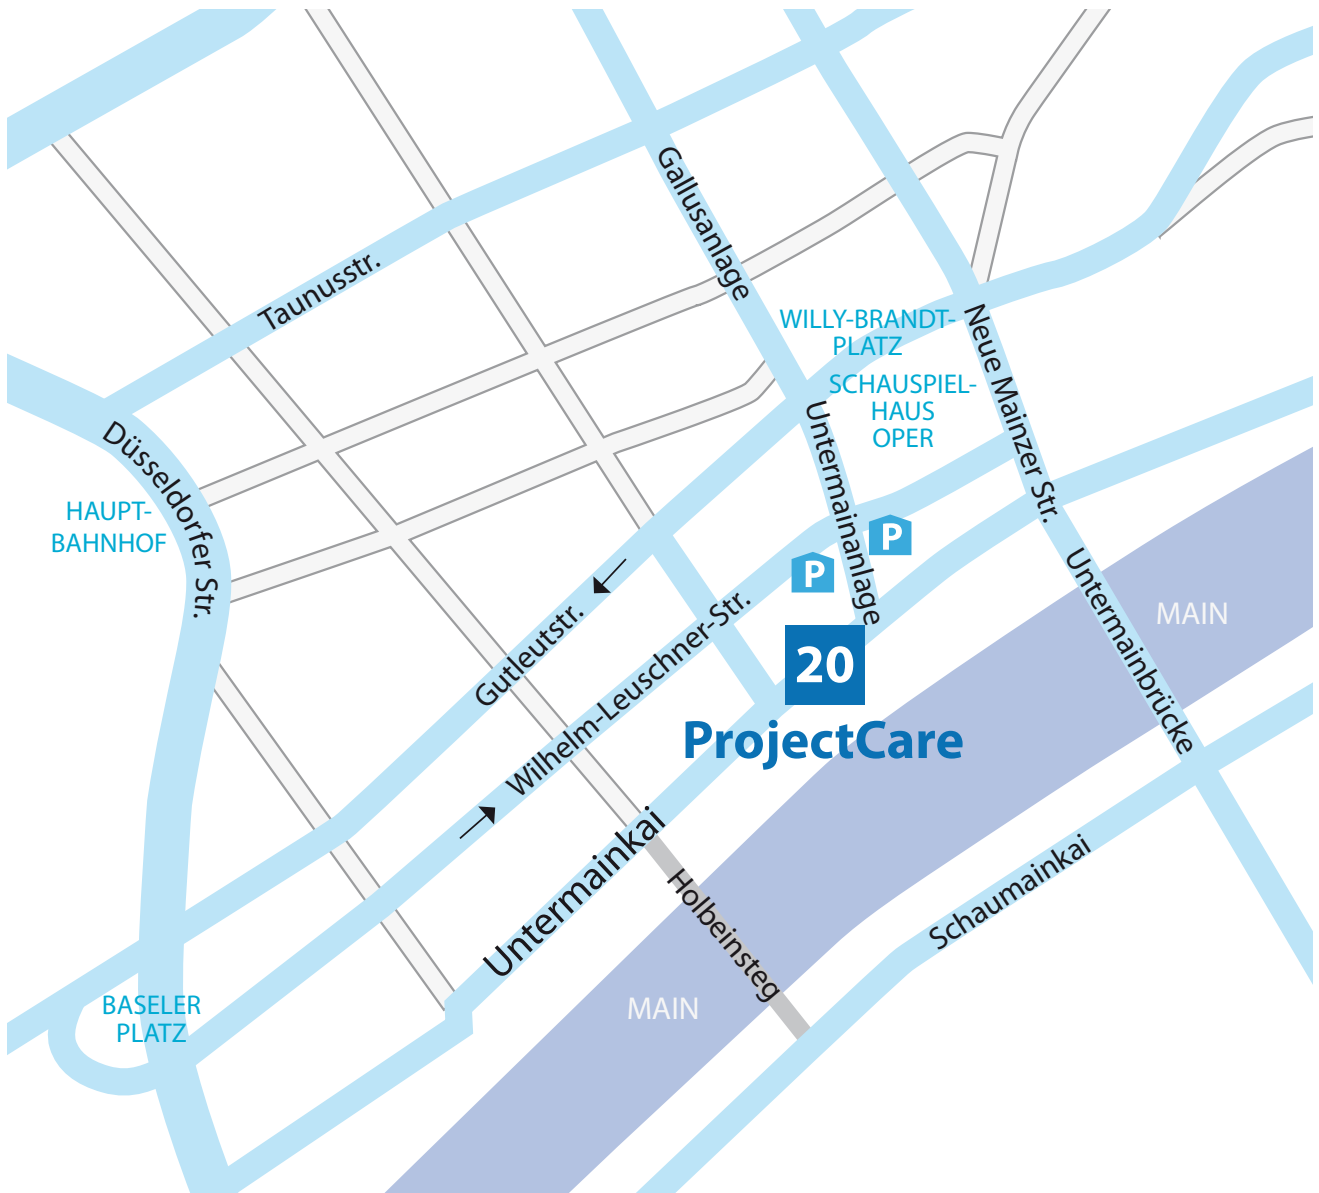 Gallusanlage
Taunusstr.
WILLY-BRANDT-
PLATZ
Neue Mainzer Str.
SCHAUSPIEL-
HAUS
OPER
Untermainanlage
Düsseldorfer Str.
HAUPT-
BAHNHOF
P
P
Untermainbrücke
MAIN
Gutleutstr.
Wilhelm-Leuschner-Str.
20
ProjectCare
Untermainkai
Holbeinsteg
Schaumainkai
MAIN
BASELER
PLATZ